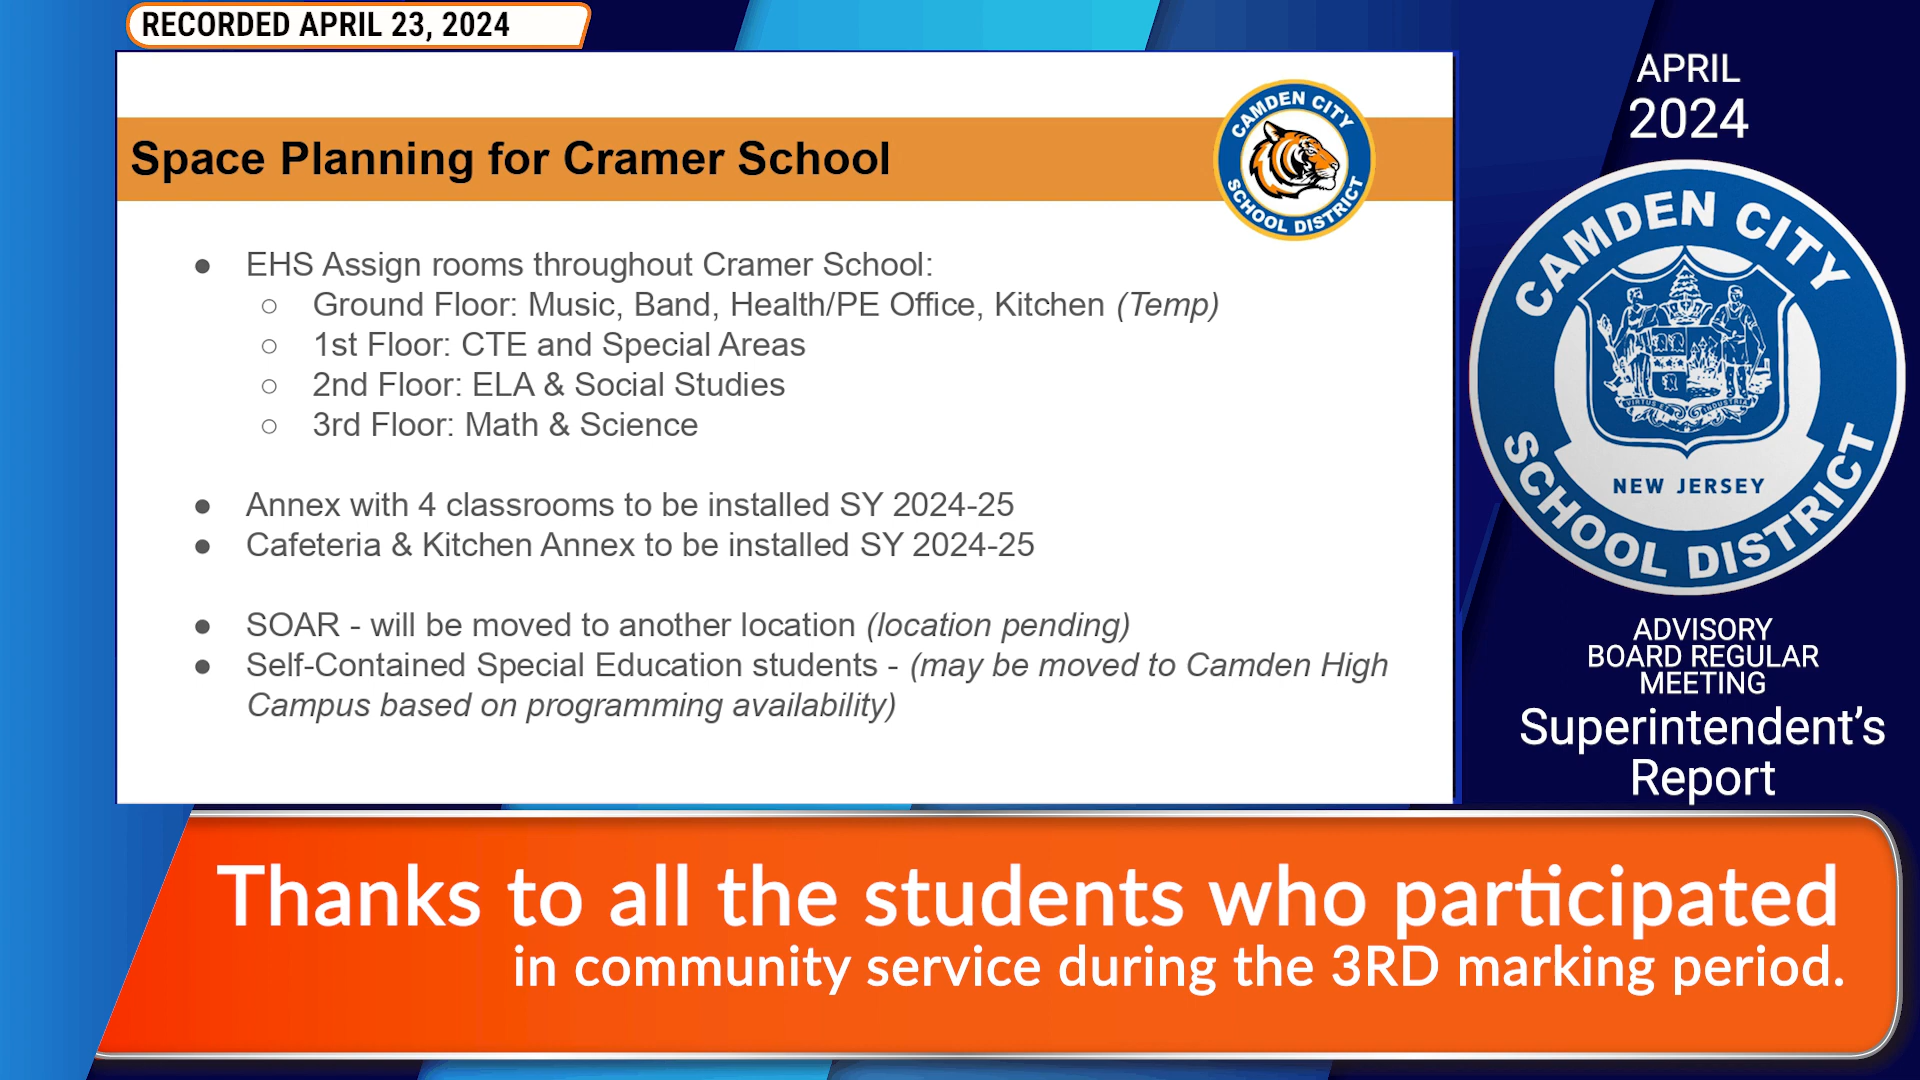 RECORDED APRIL 23, 2024
Space Planning for Cramer School
CAMDEN CITY
SCHOOL DISTRICT
● EHS Assign rooms throughout Cramer School:
○ Ground Floor: Music, Band, Health/PE Office, Kitchen (Temp)
○ 1st Floor: CTE and Special Areas
○ 2nd Floor: ELA & Social Studies
○ 3rd Floor: Math & Science
● Annex with 4 classrooms to be installed SY 2024-25
● Cafeteria & Kitchen Annex to be installed SY 2024-25
● SOAR - will be moved to another location (location pending)
● Self-Contained Special Education students - (may be moved to Camden High
Campus based on programming availability)
APRIL
2024
CAMDEN CITY
VIRTUS ET INDUSTRIA
NEW JERSEY
SCHOOL DISTRICT
ADVISORY
BOARD REGULAR
MEETING
Superintendent's
Report
Thanks to all the students who participated
in community service during the 3RD marking period.